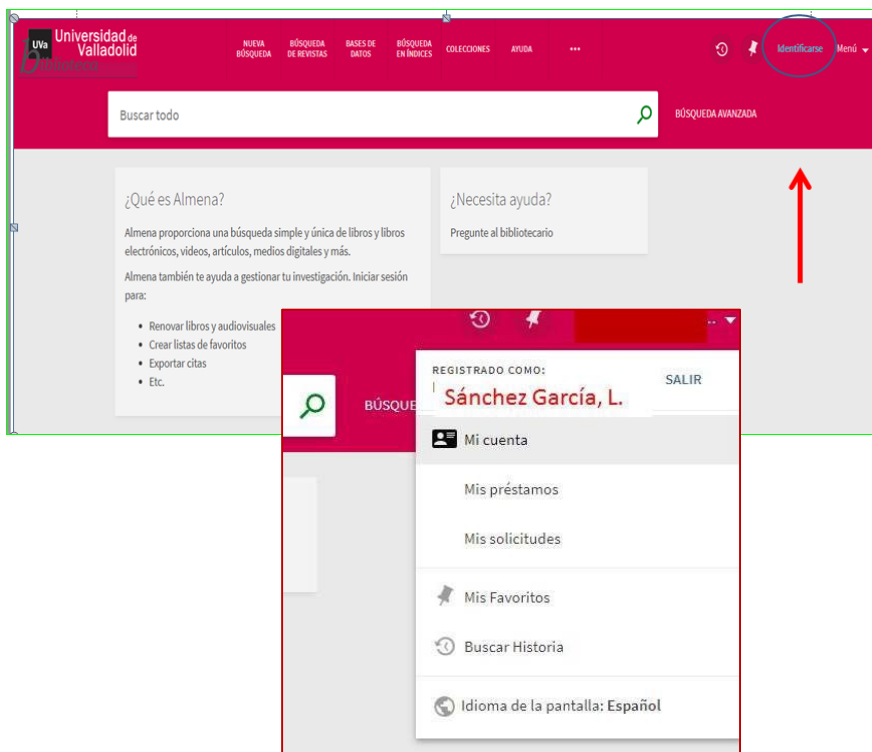 UVa
Universidad de
Valladolid
biblioteca
NUEVA BÚSQUEDA
BÚSQUEDA DE REVISTAS
BASES DE DATOS
BÚSQUEDA EN ÍNDICES
COLECCIONES
AYUDA
•••
Identificarse
Menú
Buscar todo
BÚSQUEDA AVANZADA
¿Qué es Almena?
Almena proporciona una búsqueda simple y única de libros y libros
electrónicos, videos, artículos, medios digitales y más.
Almena también te ayuda a gestionar tu investigación. Iniciar sesión
para:
• Renovar libros y audiovisuales
• Crear listas de favoritos
• Exportar citas
• Etc.
¿Necesita ayuda?
Pregunte al bibliotecario
BÚSQUE
REGISTRADO COMO:
Sánchez García, L.
SALIR
Mi cuenta
Mis préstamos
Mis solicitudes
Mis Favoritos
Buscar Historia
Idioma de la pantalla: Español